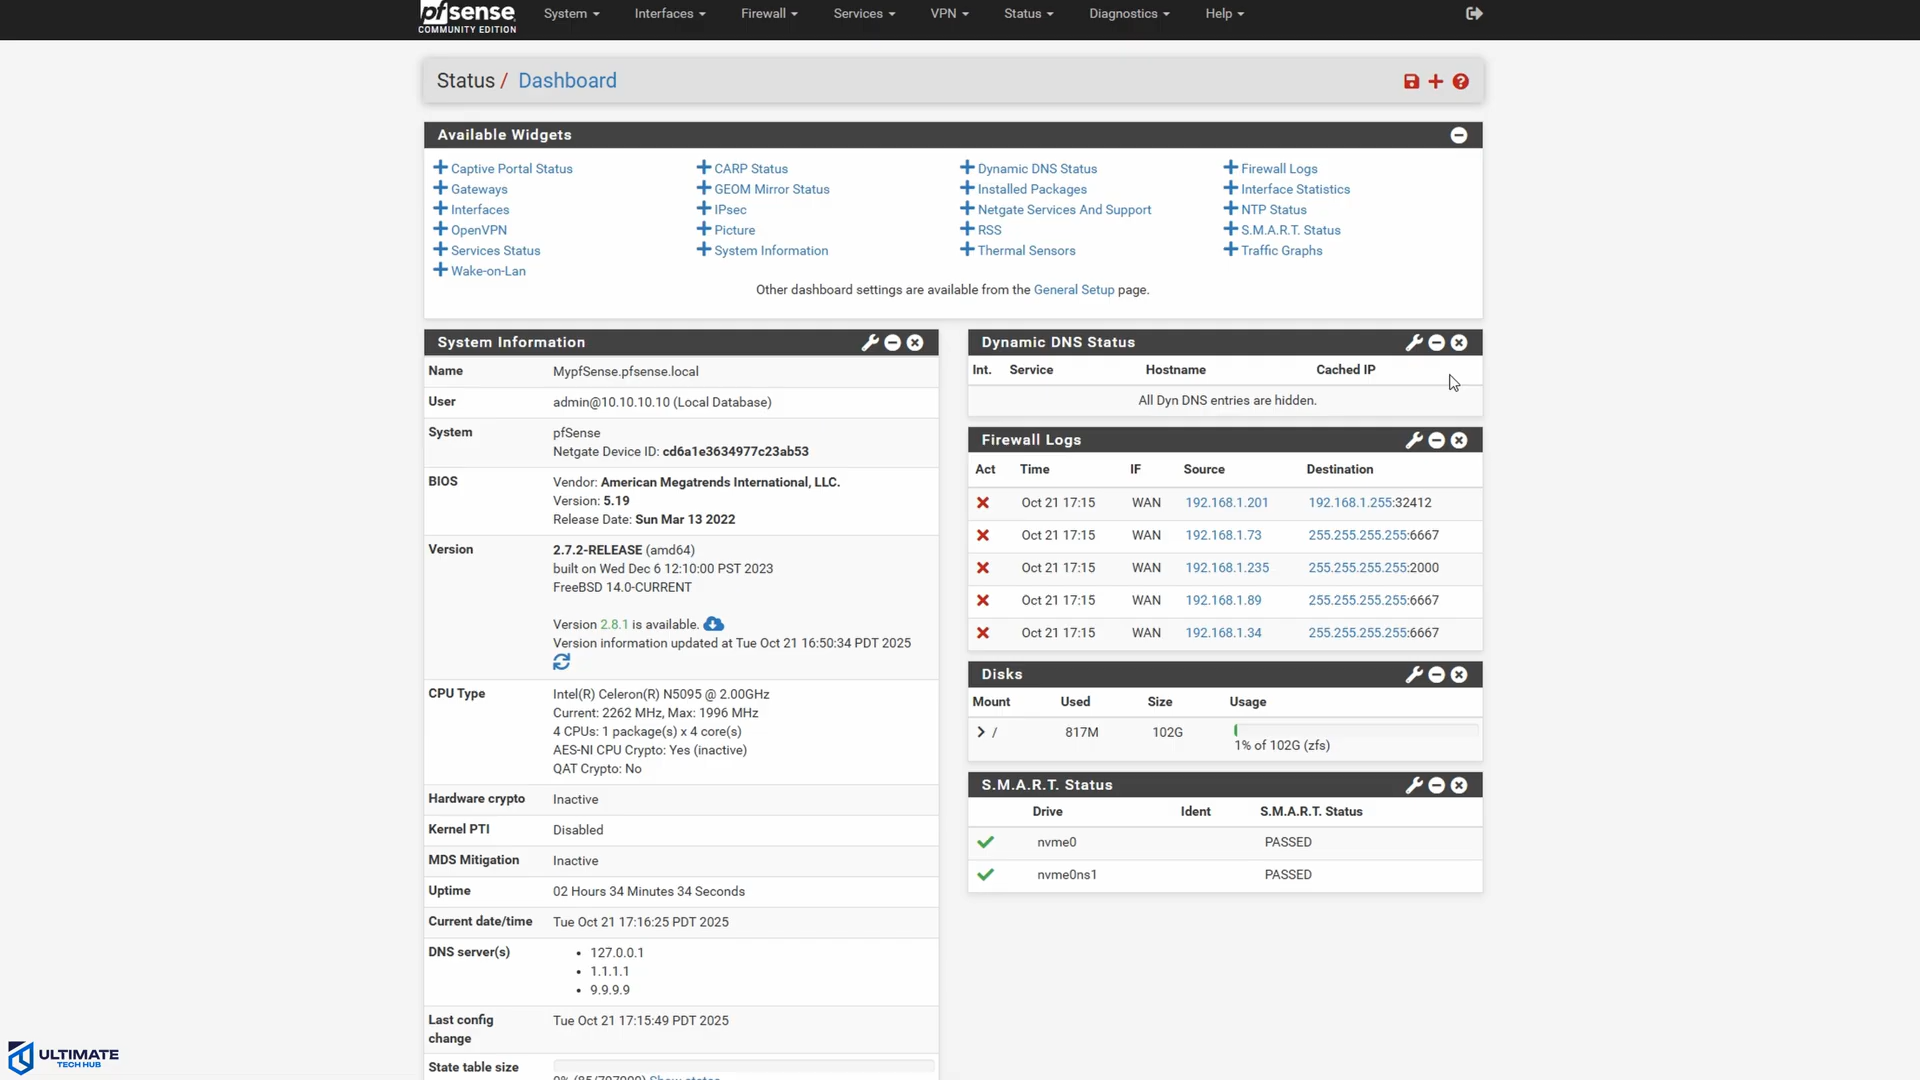 pfsense
COMMUNITY EDITION
System
Interfaces
Firewall
Services
VPN
Status
Diagnostics
Help
Status / Dashboard
Available Widgets
Captive Portal Status
CARP Status
Dynamic DNS Status
Firewall Logs
Gateways
GEOM Mirror Status
Installed Packages
Interface Statistics
Interfaces
IPsec
Netgate Services And Support
NTP Status
OpenVPN
Picture
RSS
S.M.A.R.T. Status
Services Status
System Information
Thermal Sensors
Traffic Graphs
Wake-on-Lan
Other dashboard settings are available from the General Setup page.
System Information
Name MypfSense.pfsense.local
User admin@10.10.10.10 (Local Database)
System pfSense
Netgate Device ID: cd6a1e3634977c23ab53
BIOS Vendor: American Megatrends International, LLC.
Version: 5.19
Release Date: Sun Mar 13 2022
Version 2.7.2-RELEASE (amd64)
built on Wed Dec 6 12:10:00 PST 2023
FreeBSD 14.0-CURRENT
Version 2.8.1 is available.
Version information updated at Tue Oct 21 16:50:34 PDT 2025
CPU Type Intel(R) Celeron(R) N5095 @ 2.00GHz
Current: 2262 MHz, Max: 1996 MHz
4 CPUs: 1 package(s) x 4 core(s)
AES-NI CPU Crypto: Yes (inactive)
QAT Crypto: No
Hardware crypto Inactive
Kernel PTI Disabled
MDS Mitigation Inactive
Uptime 02 Hours 34 Minutes 34 Seconds
Current date/time Tue Oct 21 17:16:25 PDT 2025
DNS server(s)
• 127.0.0.1
• 1.1.1.1
• 9.9.9.9
Last config change Tue Oct 21 17:15:49 PDT 2025
State table size
Dynamic DNS Status
Int. Service Hostname Cached IP
All Dyn DNS entries are hidden.
Firewall Logs
Act Time IF Source Destination
Oct 21 17:15 WAN 192.168.1.201 192.168.1.255:32412
Oct 21 17:15 WAN 192.168.1.73 255.255.255.255:6667
Oct 21 17:15 WAN 192.168.1.235 255.255.255.255:2000
Oct 21 17:15 WAN 192.168.1.89 255.255.255.255:6667
Oct 21 17:15 WAN 192.168.1.34 255.255.255.255:6667
Disks
Mount Used Size Usage
/ 817M 102G
1% of 102G (zfs)
S.M.A.R.T. Status
Drive Ident S.M.A.R.T. Status
nvme0 PASSED
nvme0ns1 PASSED
ULTIMATE
TECH HUB